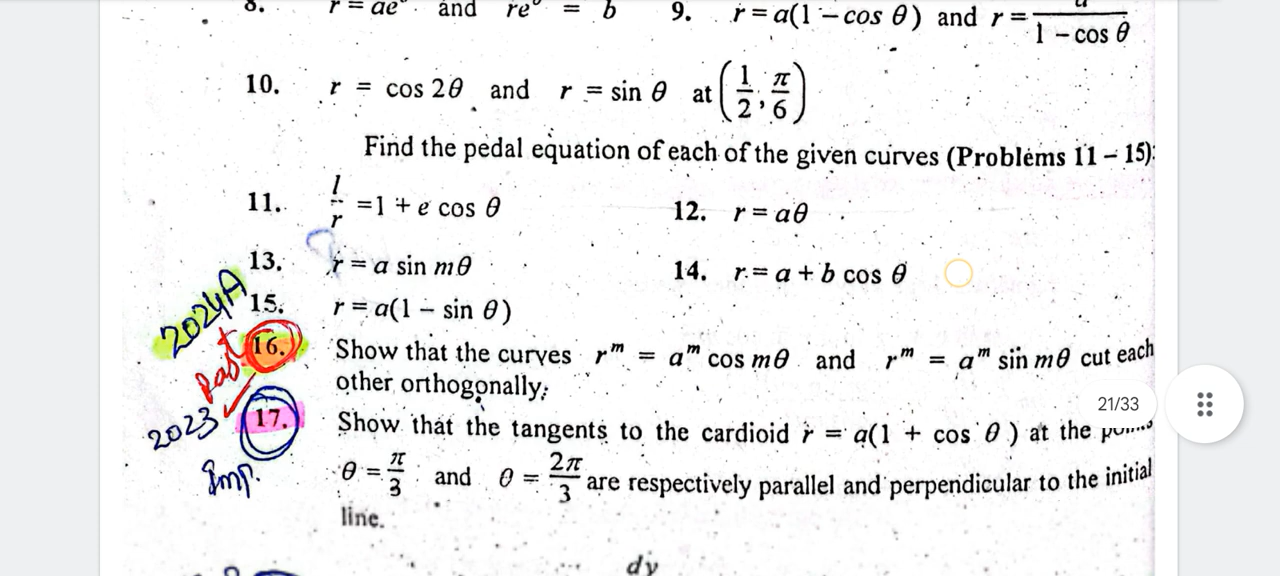 8. r = ae^θ and re^θ = b 9. r = a(1 – cos θ) and r = a / (1 – cos θ)
10. r = cos 2θ and r = sin θ at (1/2, π/6)
Find the pedal equation of each of the given curves (Problems 11 – 15):
11. l/r = 1 + e cos θ 12. r = aθ
13. r = a sin mθ 14. r = a + b cos θ
2024A
15. r = a(1 – sin θ)
Past
16. Show that the curves r^m = a^m cos mθ and r^m = a^m sin mθ cut each
other orthogonally:
21/33
2023
17. Show that the tangents to the cardioid r = a(1 + cos θ) at the
Imp.
θ = π/3 and θ = 2π/3 are respectively parallel and perpendicular to the initial
line.
dy